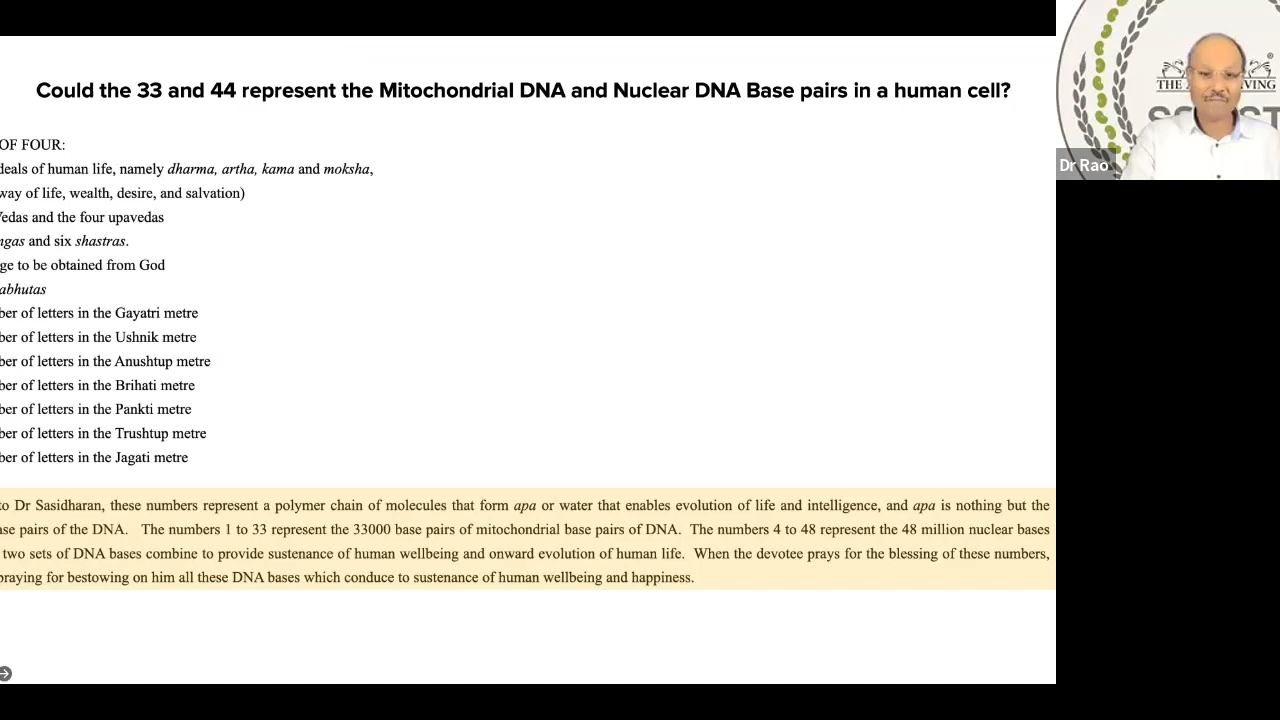 Could the 33 and 44 represent the Mitochondrial DNA and Nuclear DNA Base pairs in a human cell?
OF FOUR:
deals of human life, namely dharma, artha, kama and moksha,
way of life, wealth, desire, and salvation)
Vedas and the four upavedas
ngas and six shastras.
ge to be obtained from God
abhutas
ber of letters in the Gayatri metre
ber of letters in the Ushnik metre
ber of letters in the Anushtup metre
ber of letters in the Brihati metre
ber of letters in the Pankti metre
ber of letters in the Trushtup metre
ber of letters in the Jagati metre
to Dr Sasidharan, these numbers represent a polymer chain of molecules that form apa or water that enables evolution of life and intelligence, and apa is nothing but the
ase pairs of the DNA. The numbers 1 to 33 represent the 33000 base pairs of mitochondrial base pairs of DNA. The numbers 4 to 48 represent the 48 million nuclear bases
two sets of DNA bases combine to provide sustenance of human wellbeing and onward evolution of human life. When the devotee prays for the blessing of these numbers,
praying for bestowing on him all these DNA bases which conduce to sustenance of human wellbeing and happiness.
Dr Rao